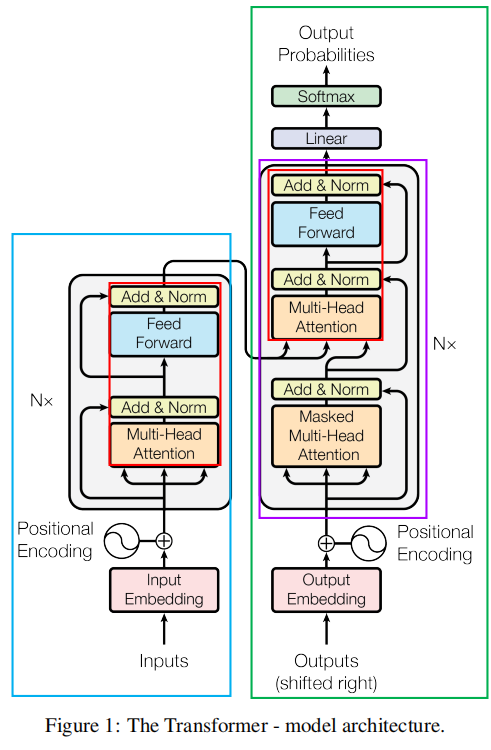 Output
Probabilities
Softmax
Linear
Add & Norm
Feed
Forward
Add & Norm
Multi-Head
Attention
Add & Norm
Masked
Multi-Head
Attention
N×
Positional
Encoding
Output
Embedding
Outputs
(shifted right)
Add & Norm
Feed
Forward
Add & Norm
Multi-Head
Attention
N×
Positional
Encoding
Input
Embedding
Inputs
Figure 1: The Transformer - model architecture.